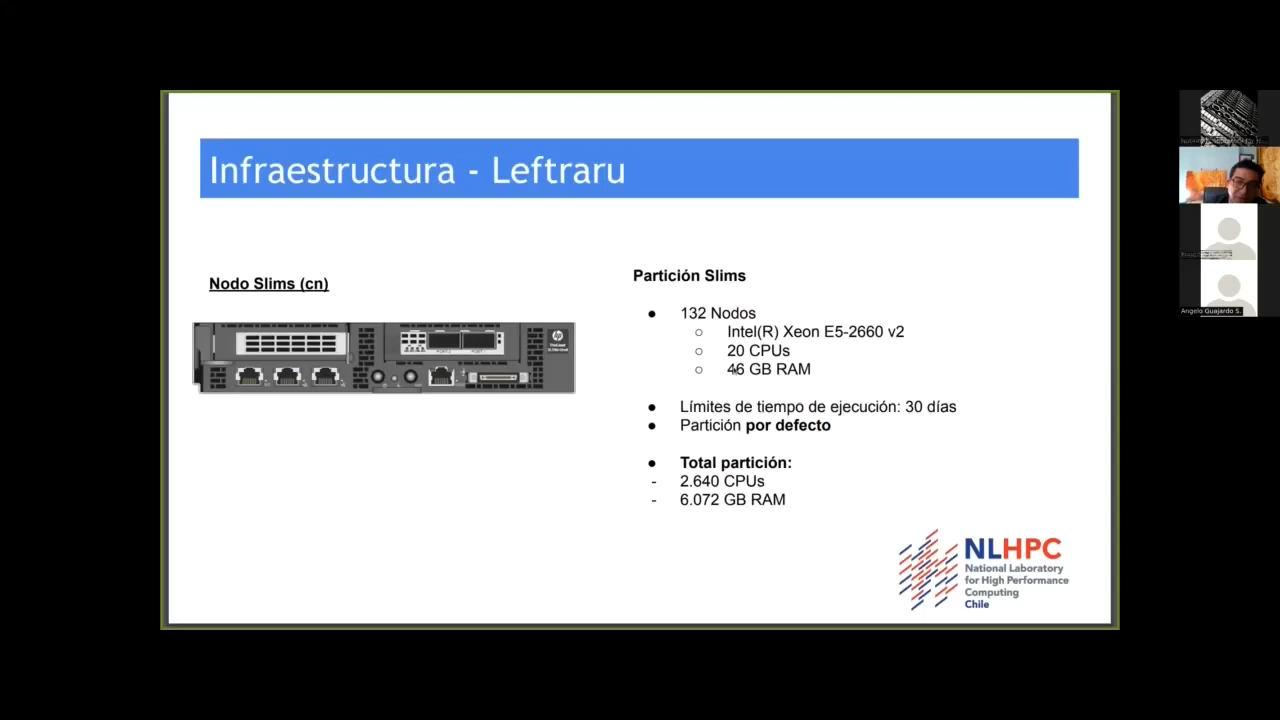 Infraestructura - Leftraru
Nodo Slims (cn)
Partición Slims
● 132 Nodos
○ Intel(R) Xeon E5-2660 v2
○ 20 CPUs
○ 46 GB RAM
● Límites de tiempo de ejecución: 30 días
● Partición por defecto
● Total partición:
- 2.640 CPUs
- 6.072 GB RAM
NLHPC
National Laboratory
for High Performance
Computing
Chile
Angelo Guajardo S.